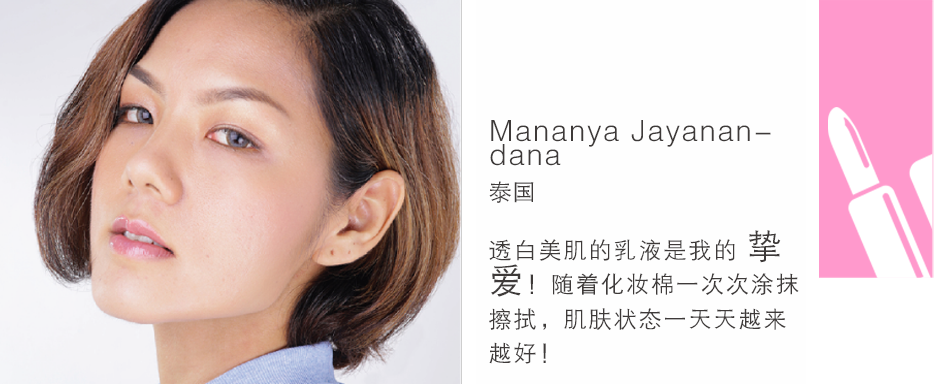 Mananya Jayanan-
dana
泰国
透白美肌的乳液是我的 挚
爱! 随着化妆棉一次次涂抹
擦拭，肌肤状态一天天越来
越好!